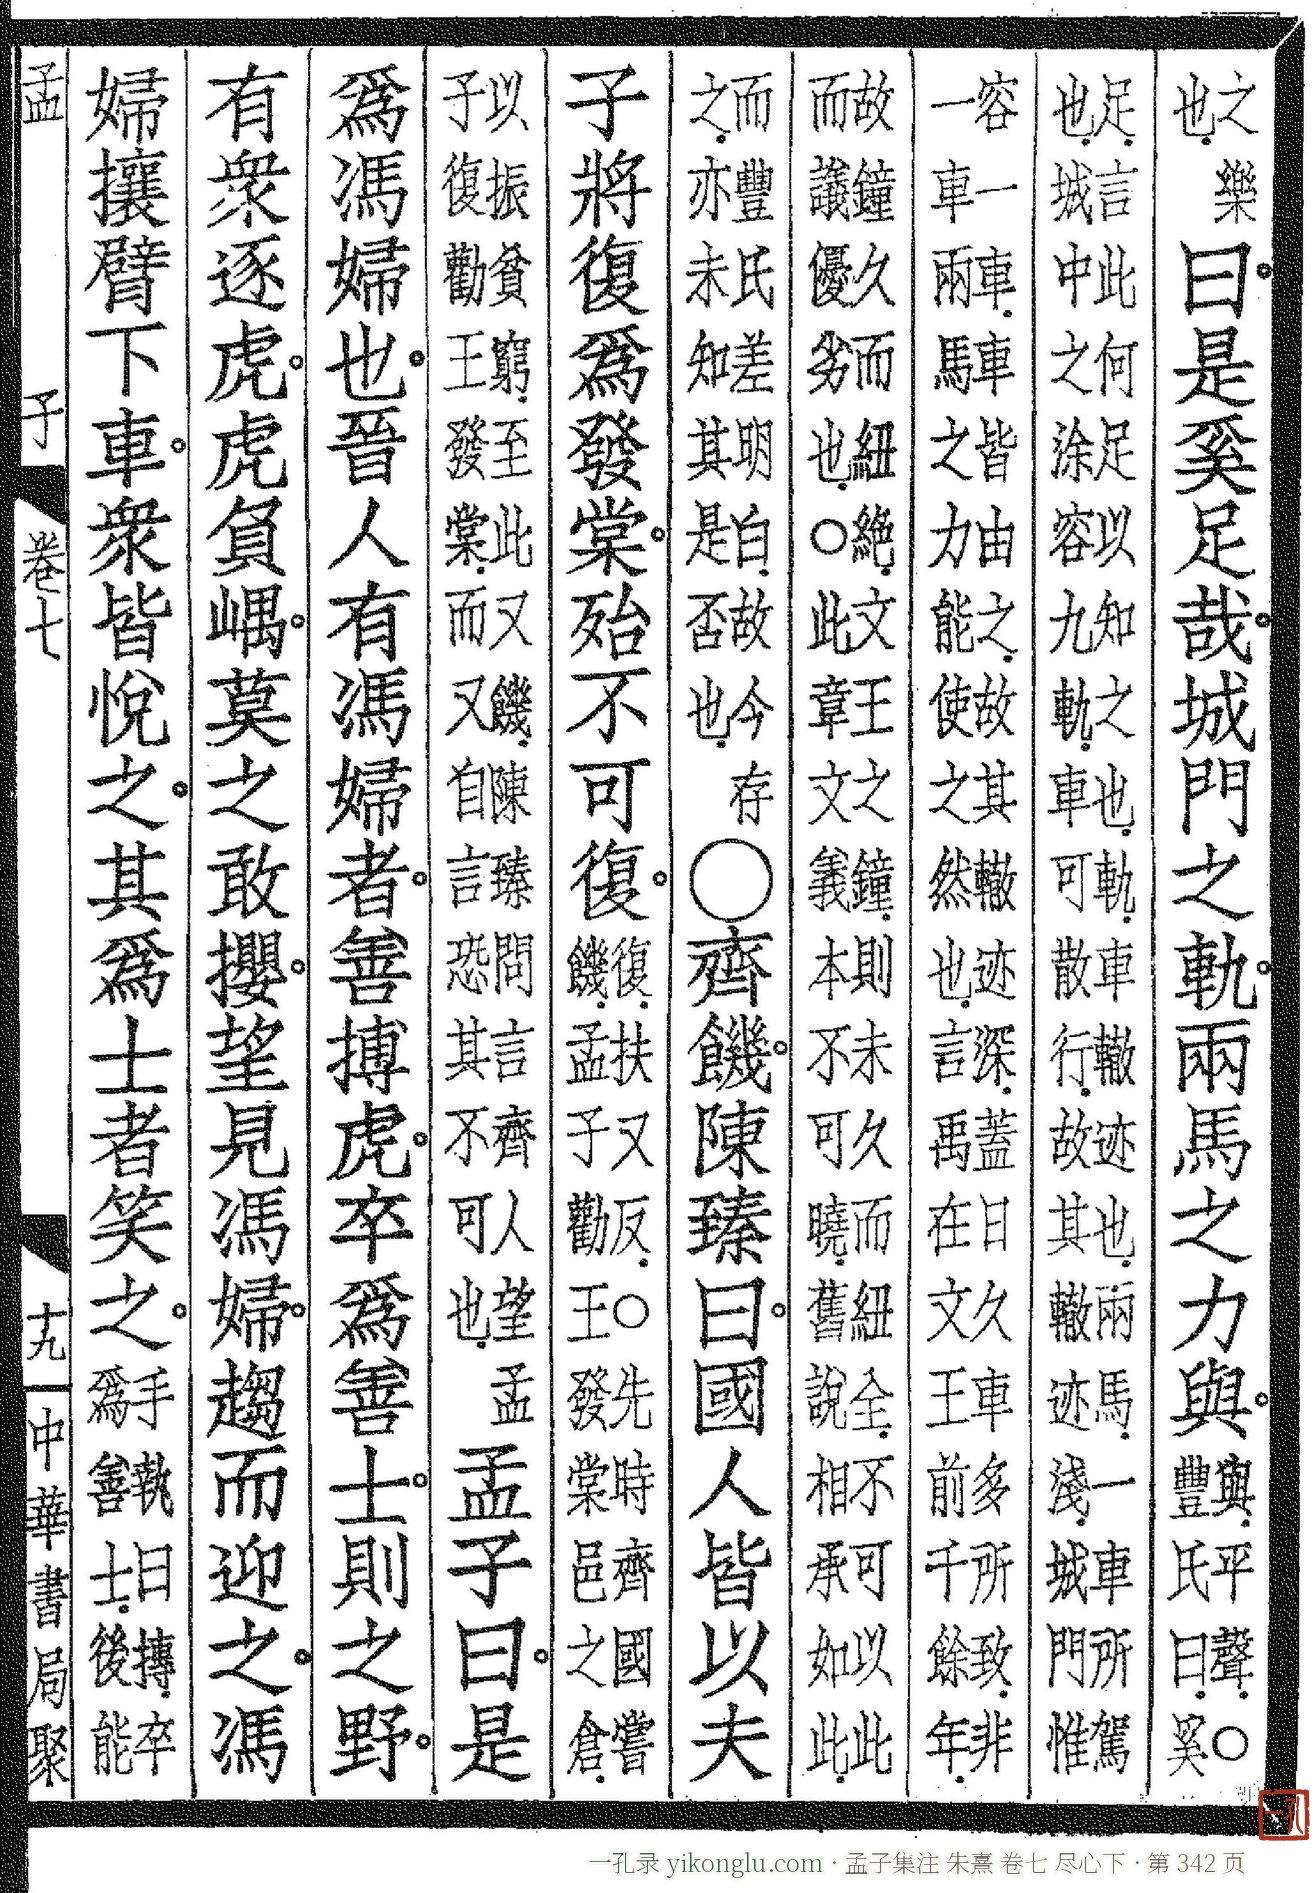 之樂
也。
曰。是奚足哉。城門之軌。兩馬之力與。
與。平聲。○
豐氏曰。奚
足。言此何足以知之也。軌。車轍迹也。兩馬。一車所駕
也。城中之涂容九軌。車可散行。故其轍迹淺。城門惟
容一車。車皆由之。故其轍迹深。蓋日久車多所致。非
一車兩馬之力能使之然也。言禹在文王前千餘年。
故鐘久而紐絕。文王之鐘。則未久而紐全。不可以此
而議優劣也。○此章文義本不可曉。舊說相承如此。
而豐氏差明白。故今存
之。亦未知其是否也。
○齊饑。陳臻曰。國人皆以夫
子將復爲發棠。殆不可復。
復。扶又反。○先時齊國嘗
饑。孟子勸王發棠邑之倉。
以振貧窮。至此又饑。陳臻問言齊人望孟
子復勸王發棠。而又自言恐其不可也。
孟子曰。是
爲馮婦也。晉人有馮婦者。善搏虎。卒爲善士。則之野。
有衆逐虎。虎負嵎。莫之敢攖。望見馮婦。趨而迎之。馮
婦攘臂下車。衆皆悅之。其爲士者笑之。
手執曰搏。卒
爲善士。後能
孟子 卷七 十九 中華書局聚
一孔录 yikonglu.com · 孟子集注 朱熹 卷七 尽心下 · 第 342 页